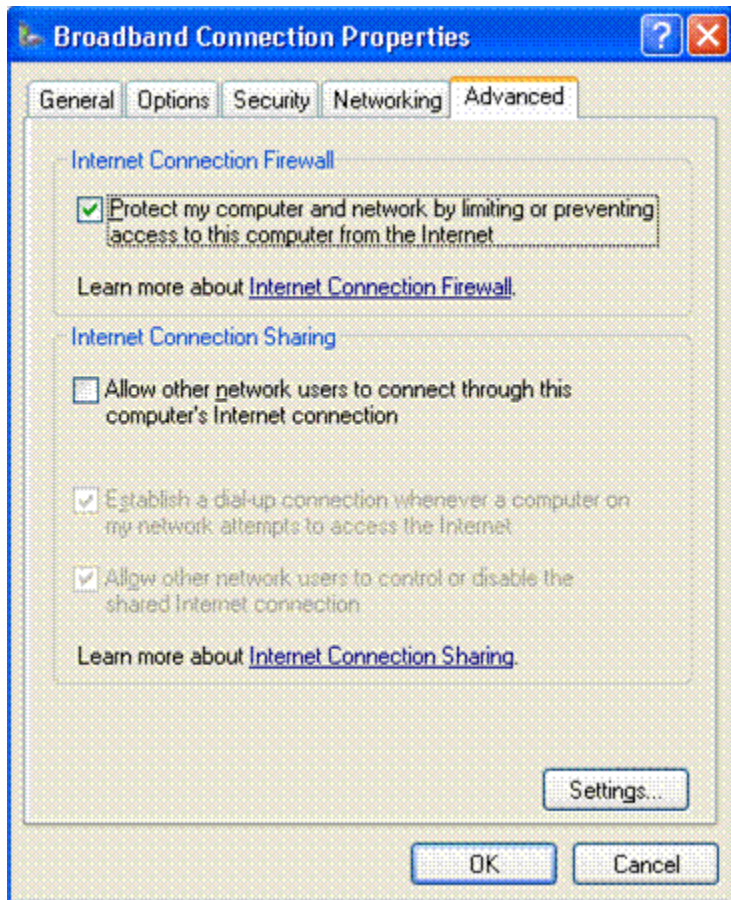 Broadband Connection Properties
General Options Security Networking Advanced
Internet Connection Firewall
Protect my computer and network by limiting or preventing
access to this computer from the Internet
Learn more about Internet Connection Firewall.
Internet Connection Sharing
Allow other network users to connect through this
computer's Internet connection
Establish a dial-up connection whenever a computer on
my network attempts to access the Internet
Allow other network users to control or disable the
shared Internet connection
Learn more about Internet Connection Sharing.
Settings...
OK Cancel